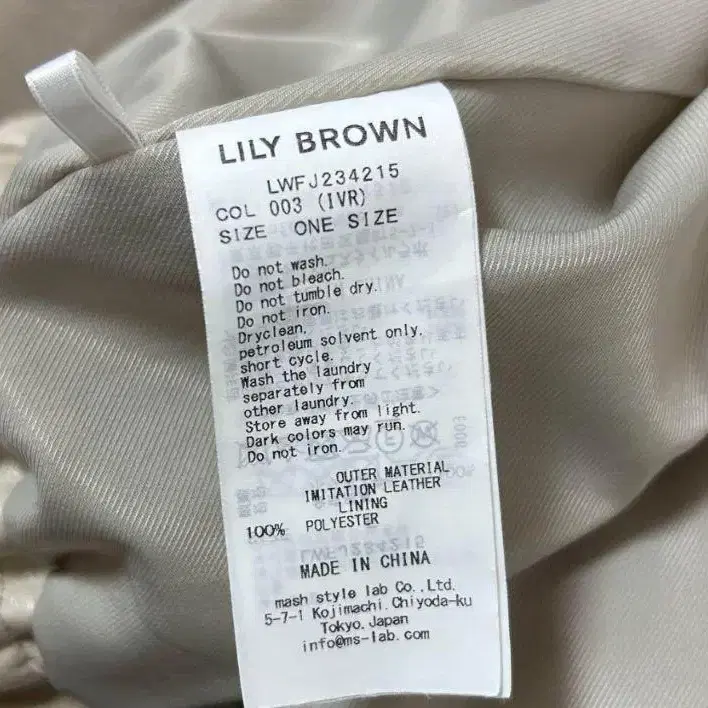 LILY BROWN
LWFJ234215
COL 003 (IVR)
SIZE ONE SIZE
Do not wash.
Do not bleach.
Do not tumble dry.
Do not iron.
Dryclean,
petroleum solvent only.
short cycle.
Wash the laundry
separately from
other laundry.
Store away from light.
Dark colors may run.
Do not iron.
OUTER MATERIAL
IMITATION LEATHER
LINING
100% POLYESTER
MADE IN CHINA
mash style lab Co.,Ltd.
5-7-1 Kojimachi.Chiyoda-ku
Tokyo.Japan
info@ms-lab.com